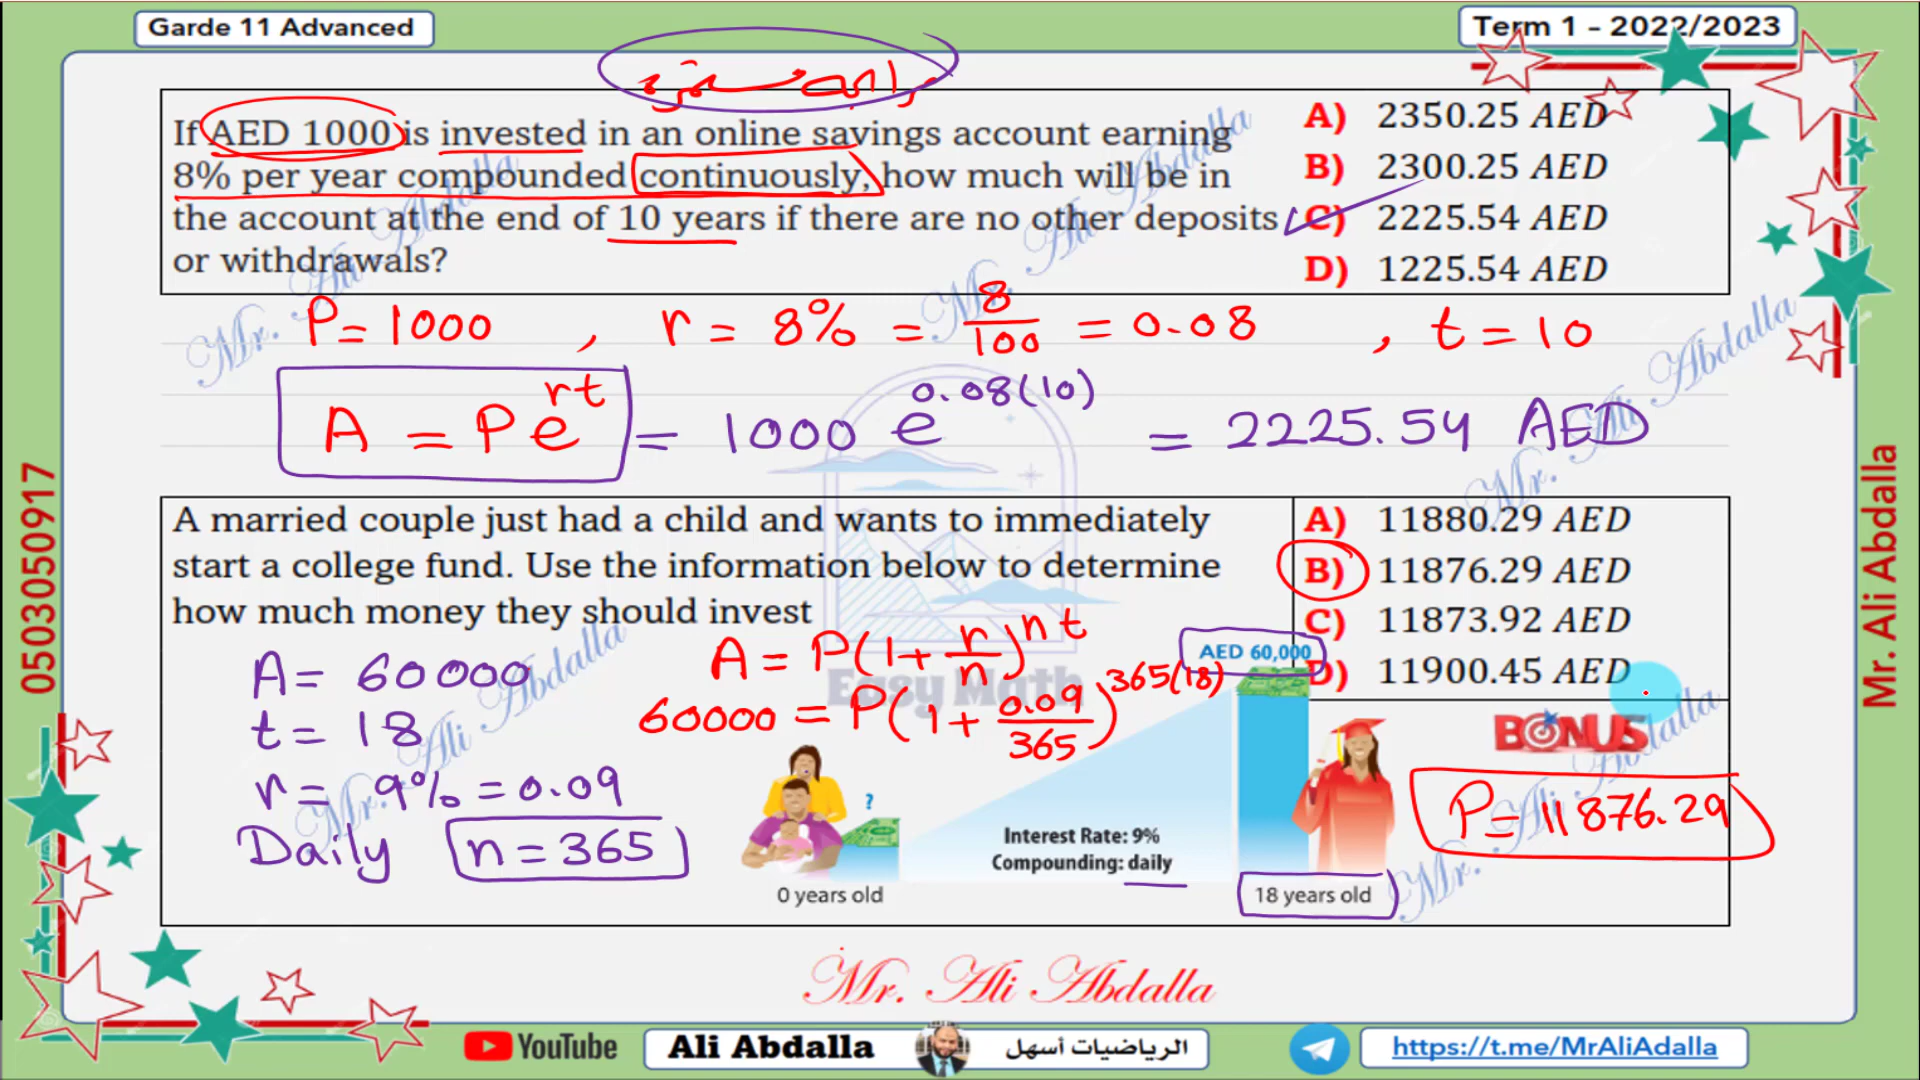 Garde 11 Advanced
Term 1 – 2022/2023
If AED 1000 is invested in an online savings account earning
8% per year compounded continuously, how much will be in
the account at the end of 10 years if there are no other deposits
or withdrawals?
A) 2350.25 AED
B) 2300.25 AED
C) 2225.54 AED
D) 1225.54 AED
P = 1000 , r = 8% = 8/100 = 0.08 , t = 10
A = Pe^rt = 1000 e^0.08(10) = 2225.54 AED
A married couple just had a child and wants to immediately
start a college fund. Use the information below to determine
how much money they should invest
A) 11880.29 AED
B) 11876.29 AED
C) 11873.92 AED
D) 11900.45 AED
A = 60000
t = 18
r = 9% = 0.09
Daily n = 365
A = P(1 + r/n)^nt
60000 = P(1 + 0.09/365)^365(18)
AED 60,000
?
Interest Rate: 9%
Compounding: daily
0 years old
18 years old
BONUS
P = 11876.29
Easy Math
Mr. Ali Abdalla
0503050917
Mr. Ali Abdalla
Mr. Ali Abdalla
YouTube
Ali Abdalla
الرياضيات أسهل
https://t.me/MrAliAdalla